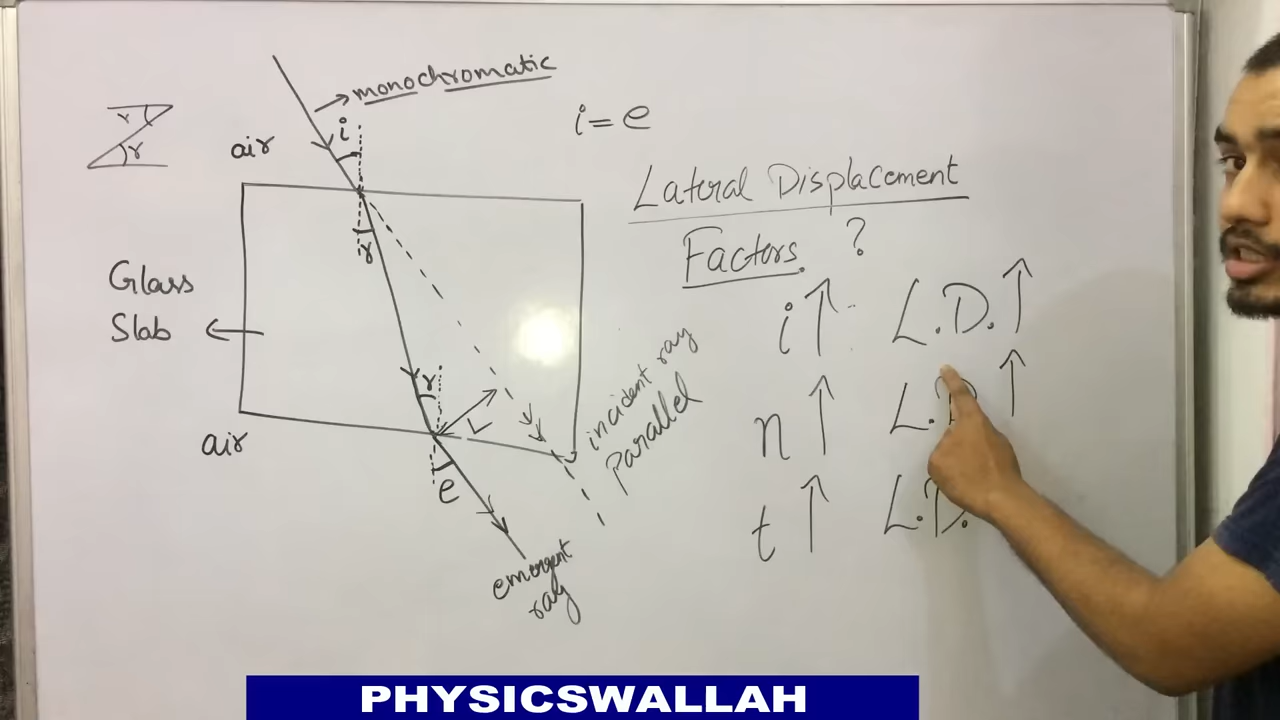 monochromatic
i = e
i
air
r
r
Lateral Displacement
Factors ?
r
Glass
Slab
i ↑ L.D. ↑
incident ray
parallel
r
n ↑ L.D ↑
L
air
e
t ↑ L.D.
emergent
ray
PHYSICSWALLAH